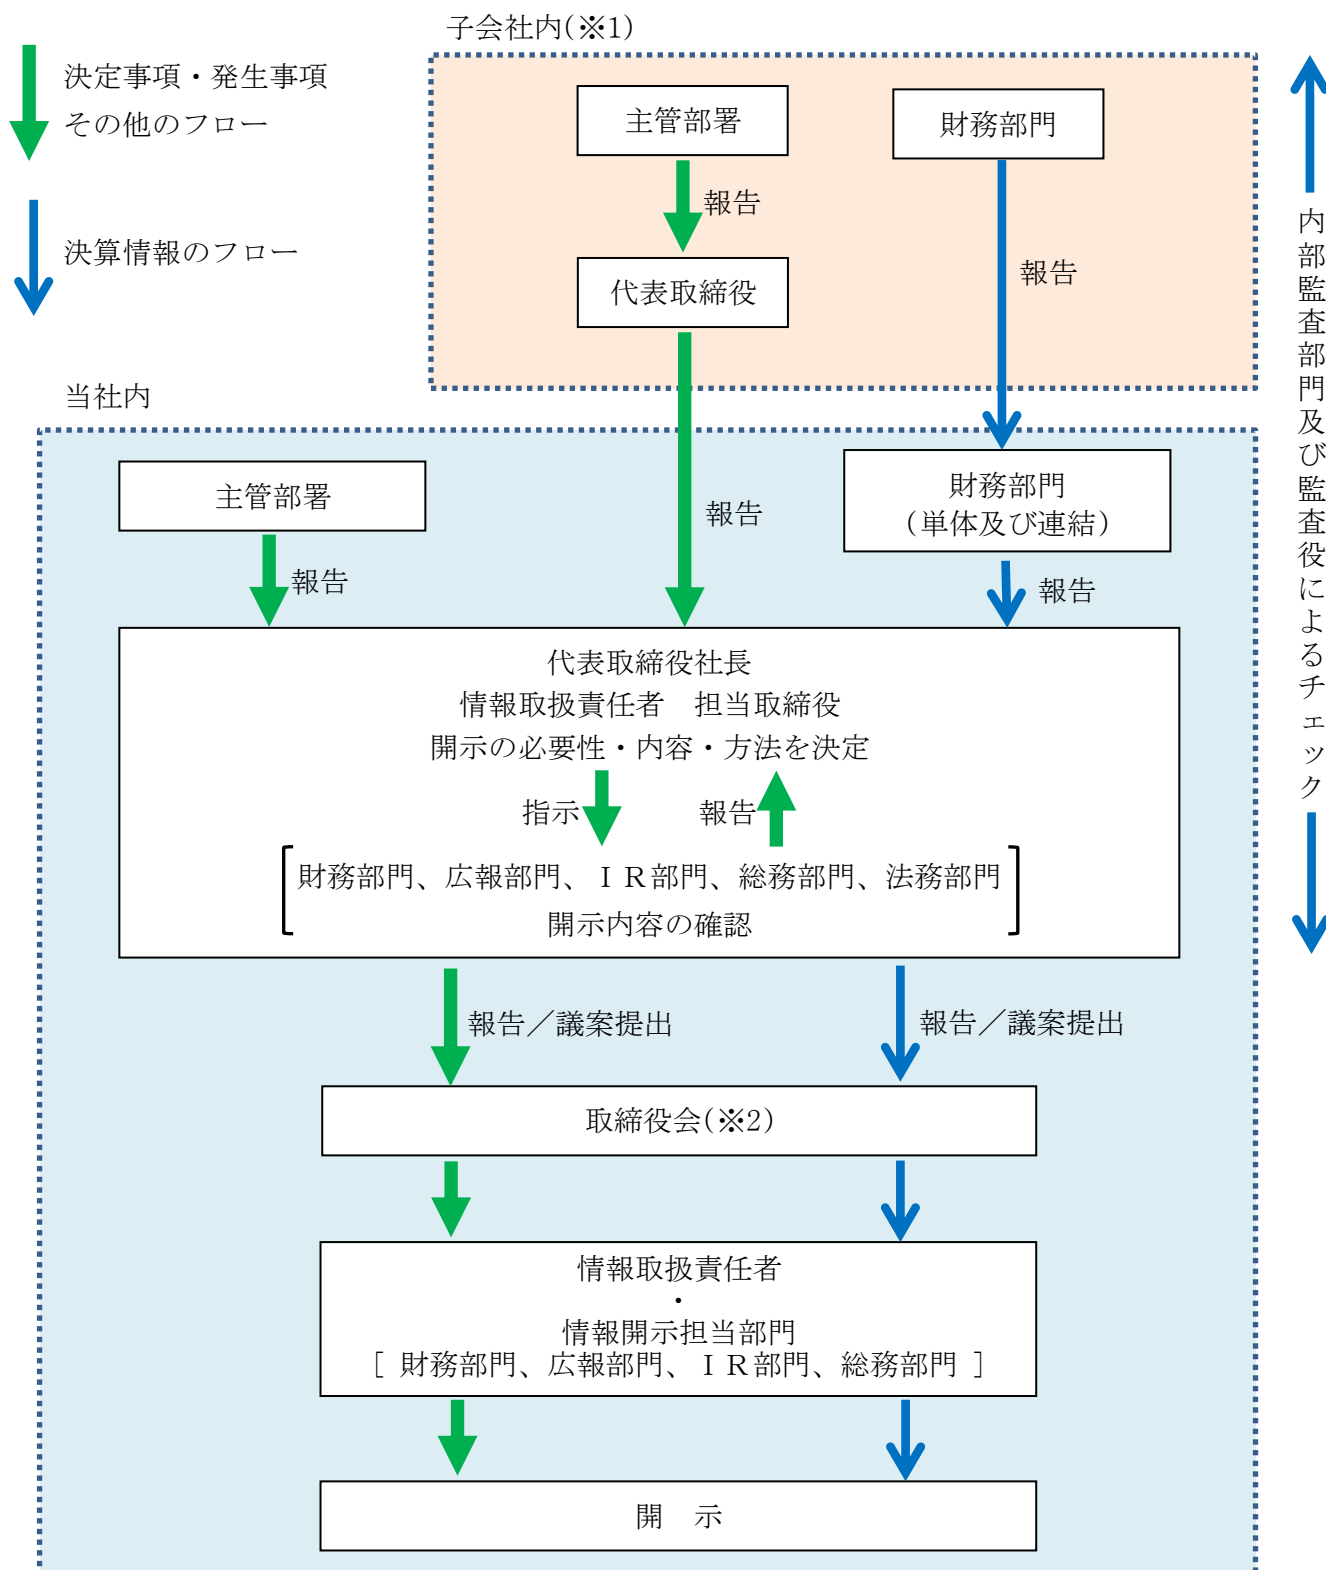 子会社内(※1)
決定事項・発生事項
その他のフロー
決算情報のフロー
主管部署
財務部門
報告
代表取締役
報告
当社内
主管部署
報告
報告
財務部門
（単体及び連結）
報告
代表取締役社長
情報取扱責任者　担当取締役
開示の必要性・内容・方法を決定
指示
報告
財務部門、広報部門、ＩＲ部門、総務部門、法務部門
開示内容の確認
報告／議案提出
報告／議案提出
取締役会(※2)
情報取扱責任者
・
情報開示担当部門
［ 財務部門、広報部門、ＩＲ部門、総務部門 ］
開　示
内部監査部門及び監査役によるチェック